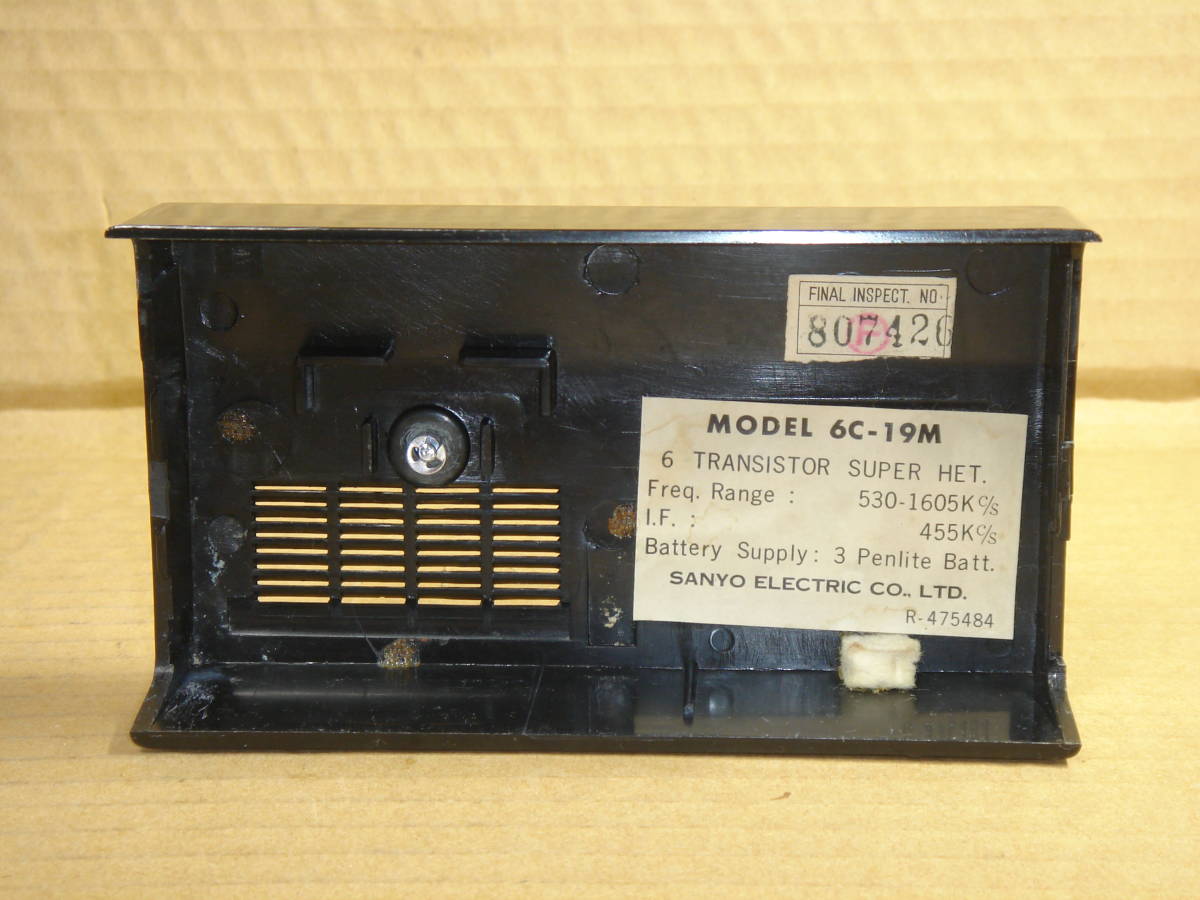 FINAL INSPECT. NO.
807426
MODEL 6C-19M
6 TRANSISTOR SUPER HET.
Freq. Range : 530-1605K c/s
I.F. : 455K c/s
Battery Supply : 3 Penlite Batt.
SANYO ELECTRIC CO., LTD.
R-475484